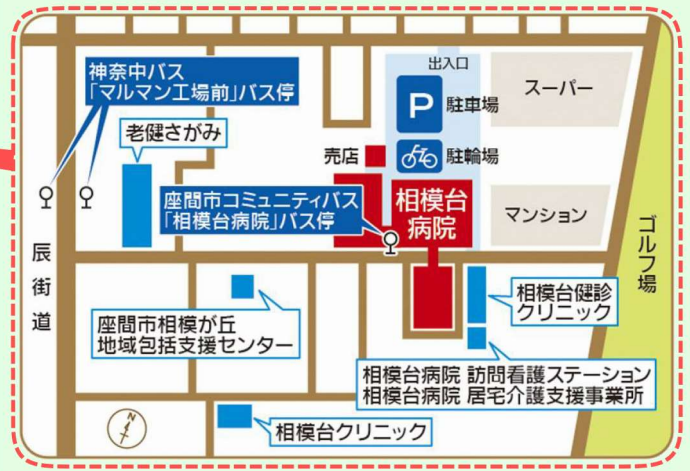 神奈中バス
「マルマン工場前」バス停
老健さがみ
出入口
P 駐車場
スーパー
売店
駐輪場
座間市コミュニティバス
「相模台病院」バス停
相模台
病院
マンション
ゴルフ場
辰街道
相模台健診
クリニック
座間市相模が丘
地域包括支援センター
相模台病院 訪問看護ステーション
相模台病院 居宅介護支援事業所
N
相模台クリニック